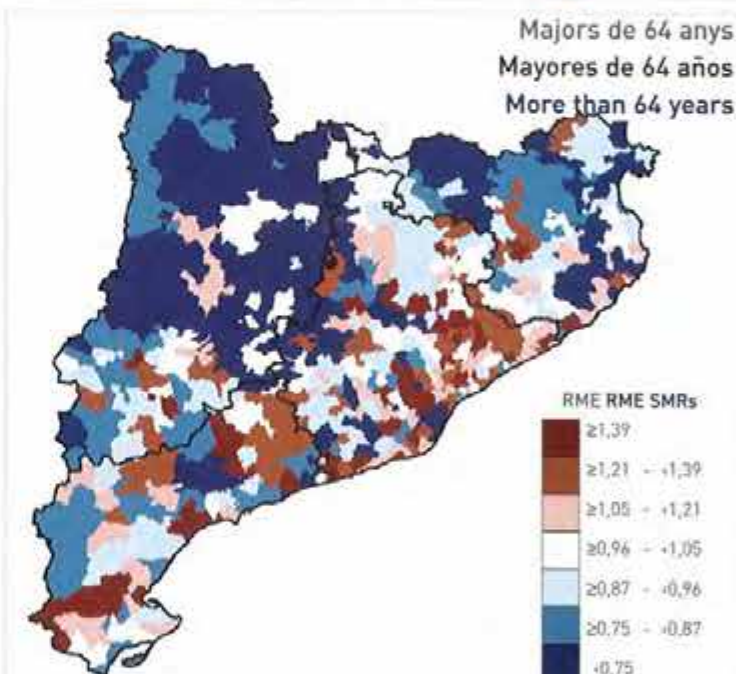 Majors de 64 anys
Mayores de 64 años
More than 64 years
RME RME SMRs
≥1,39
≥1,21 - <1,39
≥1,05 - <1,21
≥0,96 - <1,05
≥0,87 - <0,96
≥0,75 - <0,87
<0,75